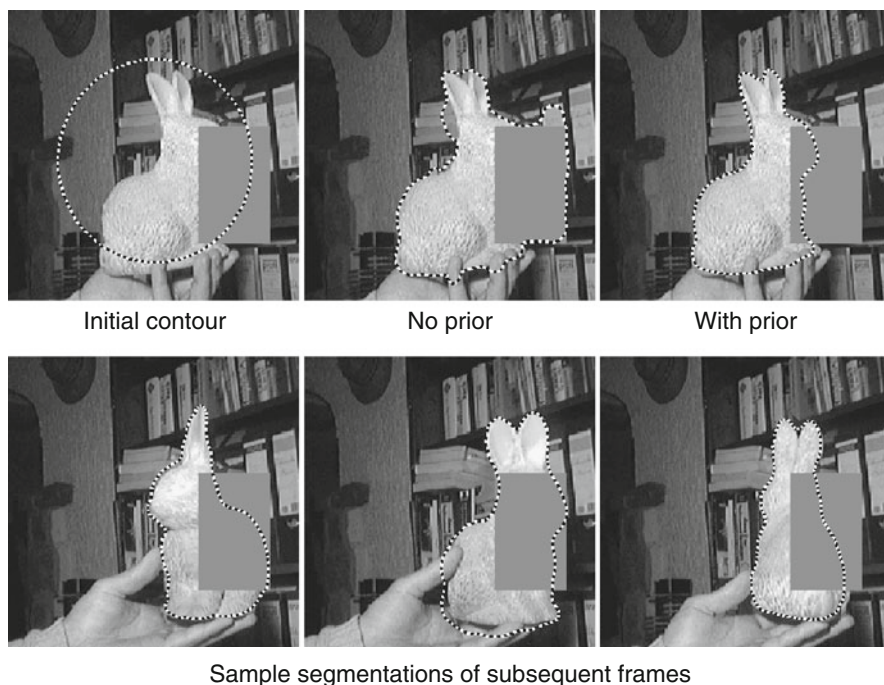 Initial contour
No prior
With prior
Sample segmentations of subsequent frames